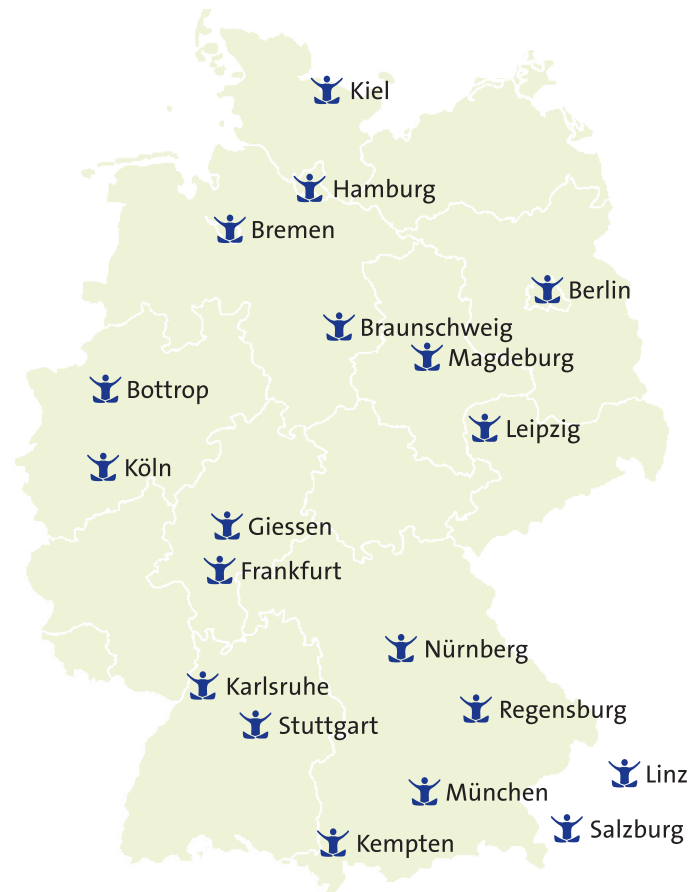 Kiel
Hamburg
Bremen
Berlin
Braunschweig
Magdeburg
Bottrop
Leipzig
Köln
Giessen
Frankfurt
Nürnberg
Karlsruhe
Regensburg
Stuttgart
Linz
München
Salzburg
Kempten